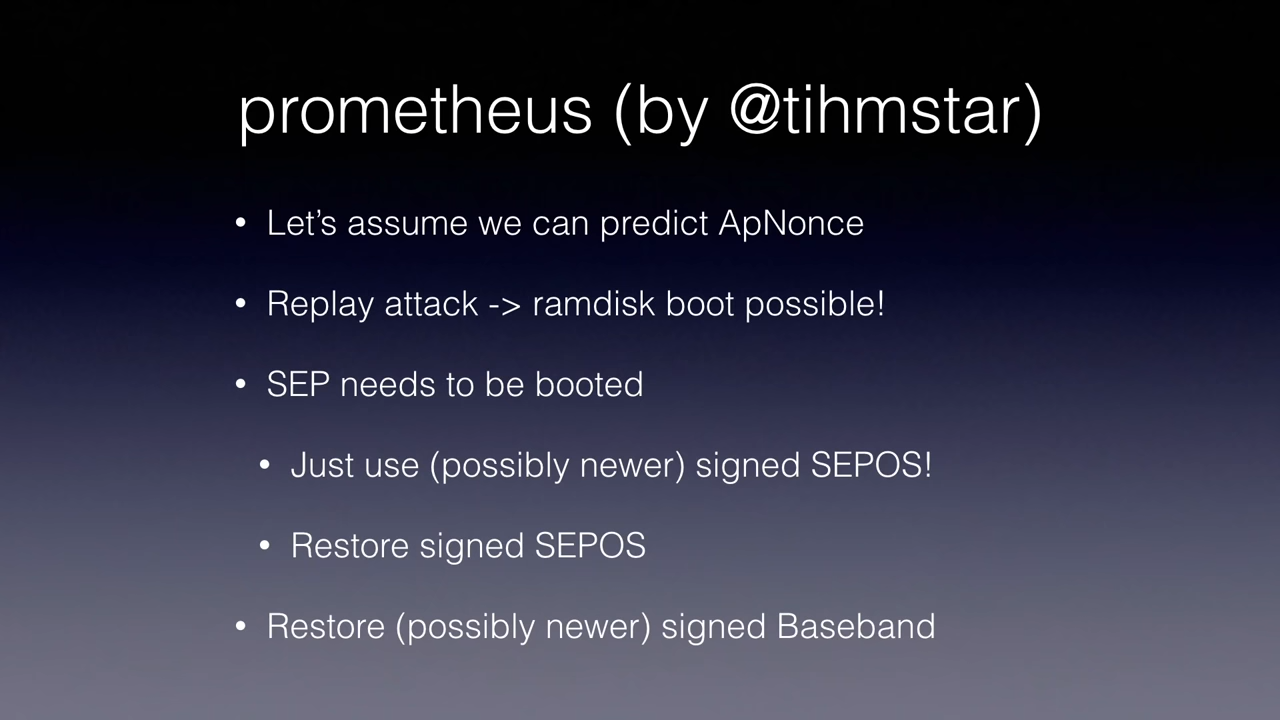 prometheus (by @tihmstar)
• Let’s assume we can predict ApNonce
• Replay attack -> ramdisk boot possible!
• SEP needs to be booted
• Just use (possibly newer) signed SEPOS!
• Restore signed SEPOS
• Restore (possibly newer) signed Baseband